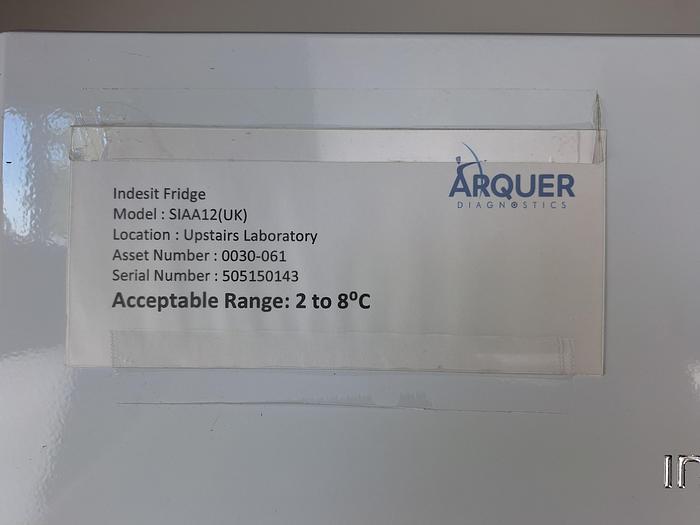 ARQUER
DIAGNOSTICS
Indesit Fridge
Model : SIAA12(UK)
Location : Upstairs Laboratory
Asset Number : 0030-061
Serial Number : 505150143
Acceptable Range: 2 to 8⁰C